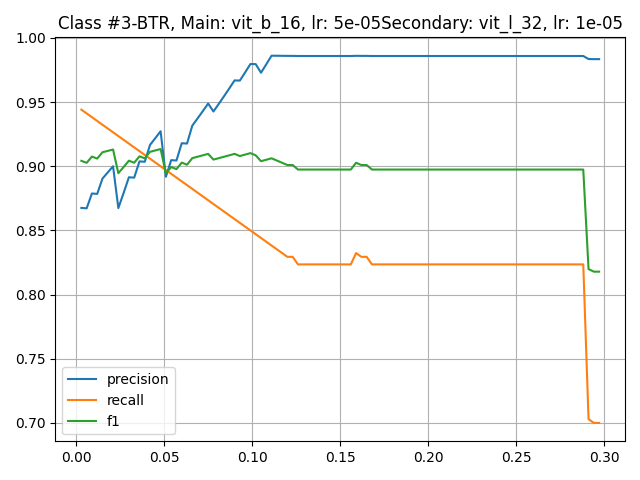 Class #3-BTR, Main: vit_b_16, lr: 5e-05Secondary: vit_l_32, lr: 1e-05
1.00
0.95
0.90
0.85
0.80
0.75
0.70
precision
recall
f1
0.00 0.05 0.10 0.15 0.20 0.25 0.30